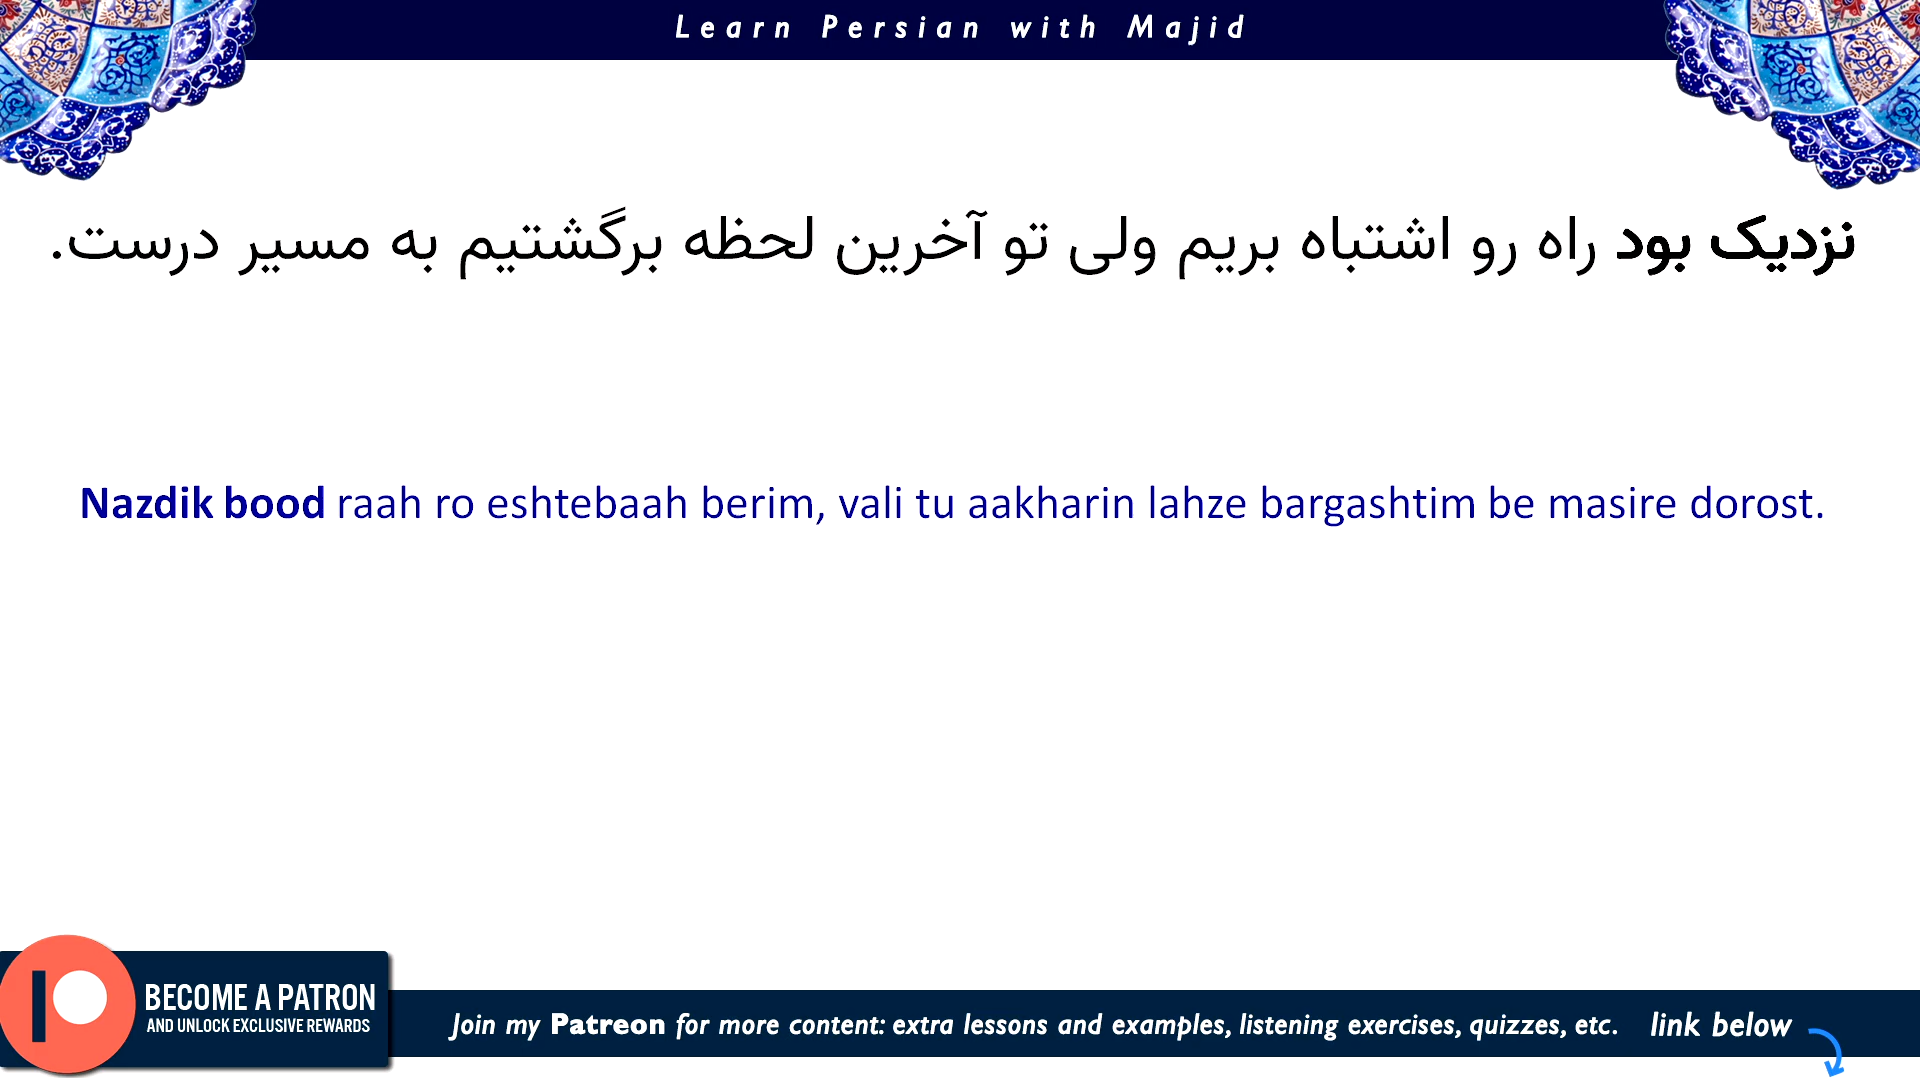 Learn Persian with Majid
نزدیک بود راه رو اشتباه بریم ولی تو آخرین لحظه برگشتیم به مسیر درست.
Nazdik bood raah ro eshtebaah berim, vali tu aakharin lahze bargashtim be masire dorost.
BECOME A PATRON
AND UNLOCK EXCLUSIVE REWARDS
Join my Patreon for more content: extra lessons and examples, listening exercises, quizzes, etc. link below